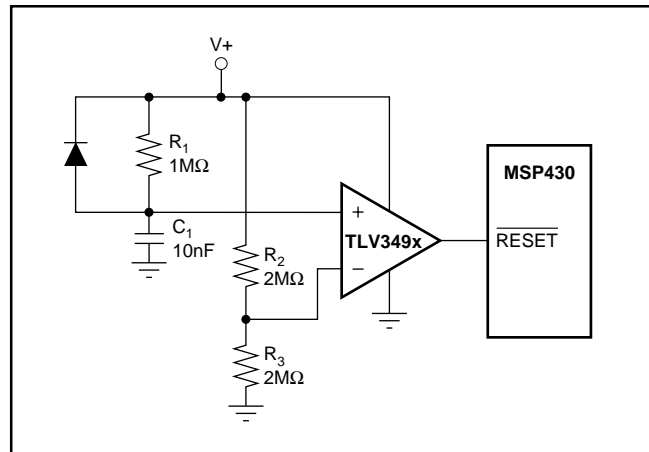 V+
R1
1MΩ
C1
10nF
R2
2MΩ
R3
2MΩ
+
TLV349x
−
MSP430
RESET